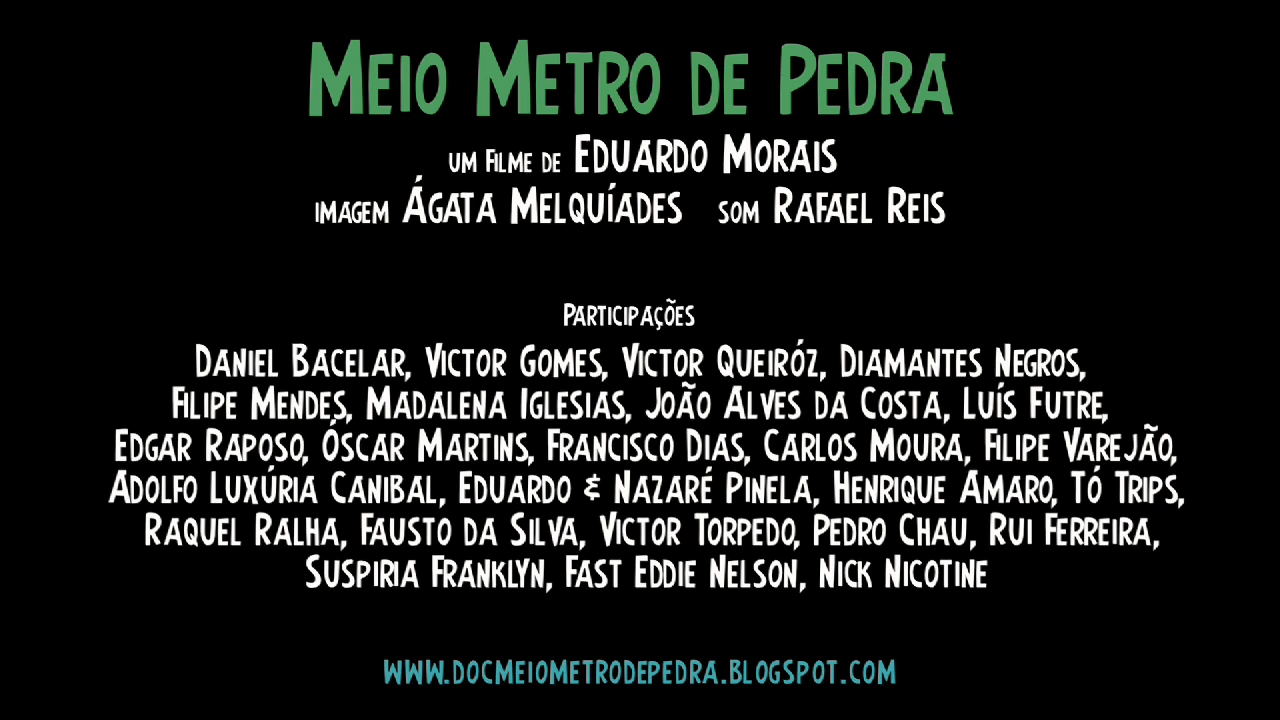 Meio Metro de Pedra
um Filme de Eduardo Morais
imagem Ágata Melquíades som Rafael Reis
Participações
Daniel Bacelar, Victor Gomes, Victor Queiróz, Diamantes Negros,
Filipe Mendes, Madalena Iglesias, João Alves da Costa, Luís Futre,
Edgar Raposo, Óscar Martins, Francisco Dias, Carlos Moura, Filipe Varejão,
Adolfo Luxúria Canibal, Eduardo & Nazaré Pinela, Henrique Amaro, Tó Trips,
Raquel Ralha, Fausto da Silva, Victor Torpedo, Pedro Chau, Rui Ferreira,
Suspiria Franklyn, Fast Eddie Nelson, Nick Nicotine
www.docmeiometrodepedra.blogspot.com